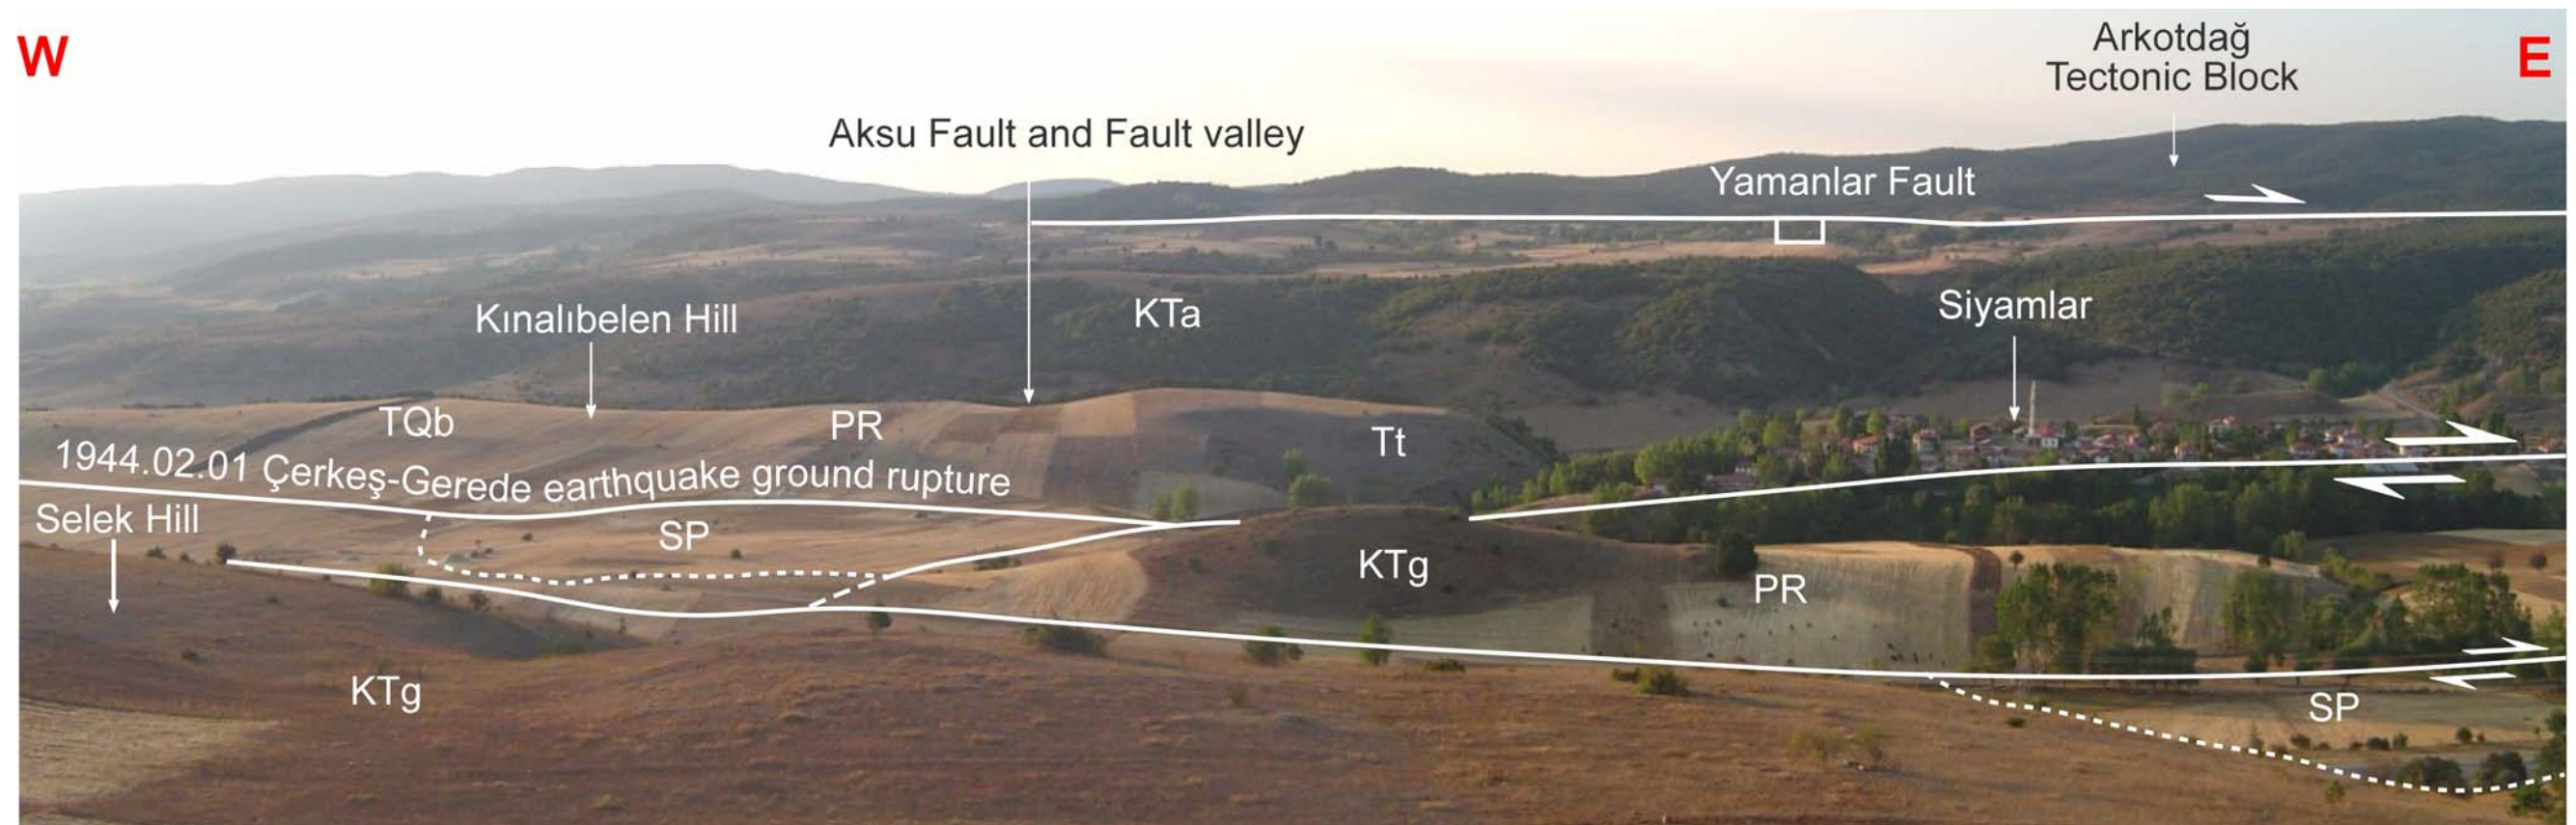 W
E
Arkotdağ
Tectonic Block
Aksu Fault and Fault valley
Yamanlar Fault
Kınalıbelen Hill
KTa
Siyamlar
TQb
PR
Tt
1944.02.01 Çerkeş-Gerede earthquake ground rupture
Selek Hill
SP
KTg
PR
KTg
SP